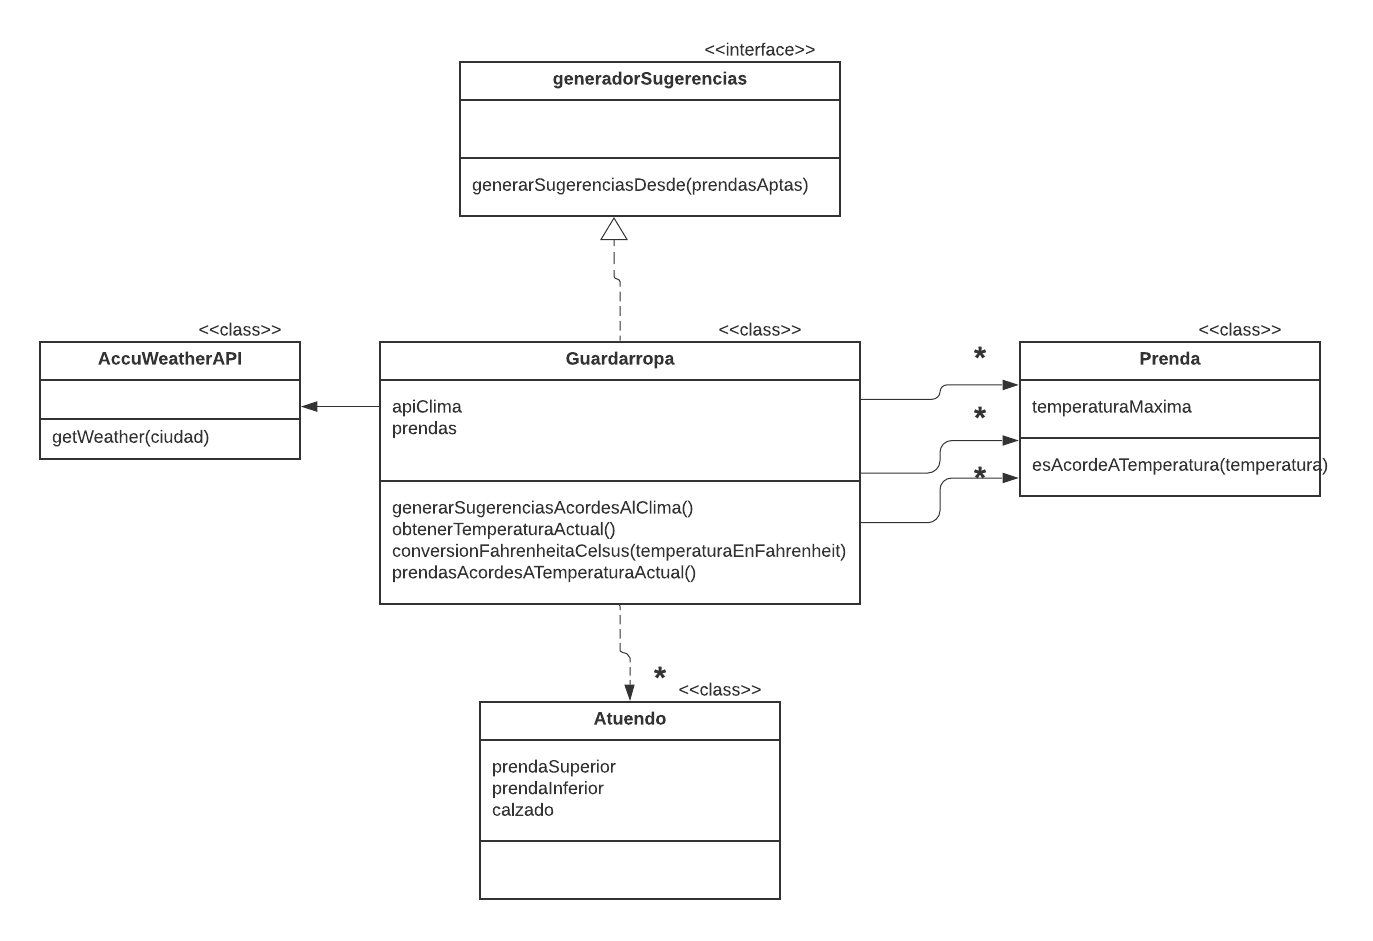 <<interface>>
generadorSugerencias
generarSugerenciasDesde(prendasAptas)
<<class>>
AccuWeatherAPI
getWeather(ciudad)
<<class>>
Guardarropa
apiClima
prendas
generarSugerenciasAcordesAlClima()
obtenerTemperaturaActual()
conversionFahrenheitaCelsus(temperaturaEnFahrenheit)
prendasAcordesATemperaturaActual()
*
*
*
<<class>>
Prenda
temperaturaMaxima
esAcordeATemperatura(temperatura)
*
<<class>>
Atuendo
prendaSuperior
prendaInferior
calzado